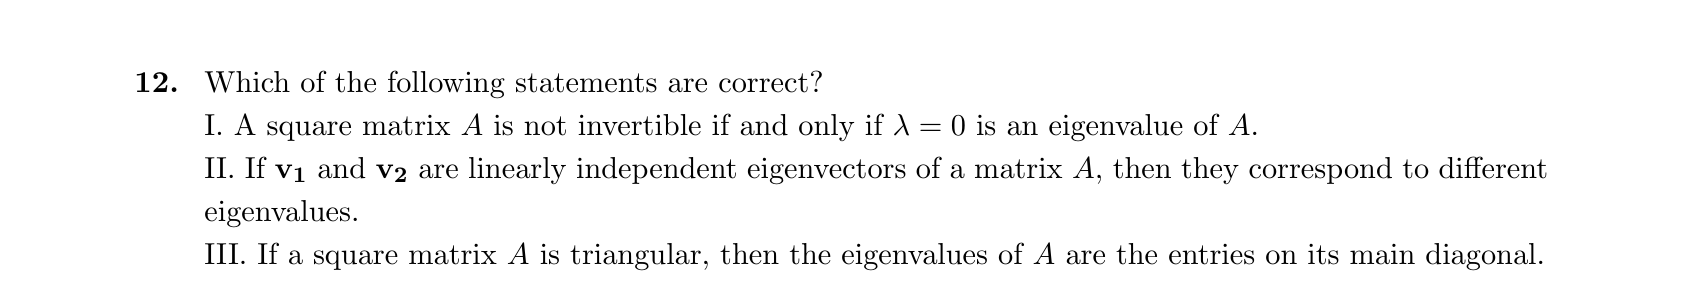 12. Which of the following statements are correct?
I. A square matrix A is not invertible if and only if λ = 0 is an eigenvalue of A.
II. If v₁ and v₂ are linearly independent eigenvectors of a matrix A, then they correspond to different
eigenvalues.
III. If a square matrix A is triangular, then the eigenvalues of A are the entries on its main diagonal.